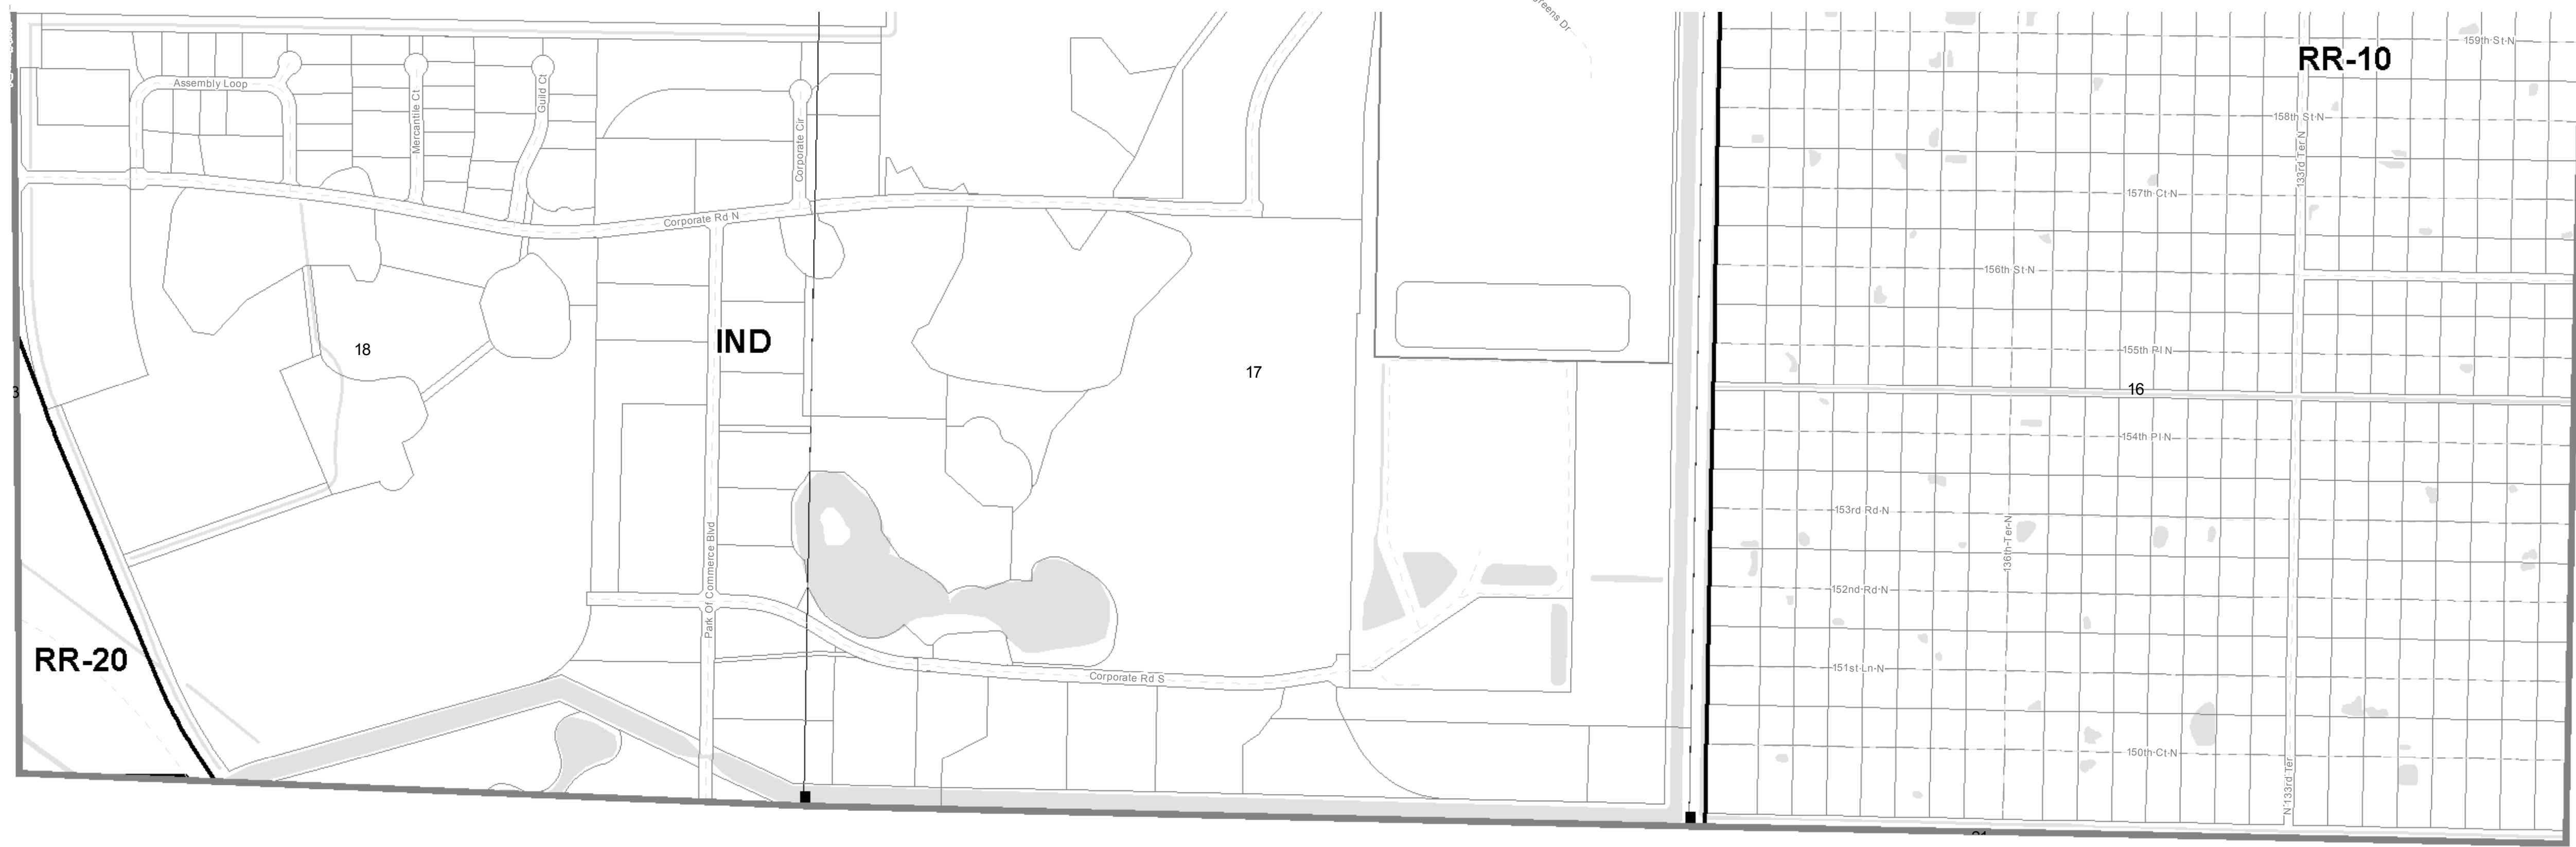 greens Dr
RR-10
159th St N
Assembly Loop
Mercantile Ct
Guild Ct
Corporate Cir
158th St N
133rd Ter N
157th Ct N
Corporate Rd N
156th St N
IND
18
17
155th Pl N
3
16
154th Pl N
153rd Rd N
136th Ter N
Park Of Commerce Blvd
152nd Rd N
RR-20
151st Ln N
Corporate Rd S
150th Ct N
N 133rd Ter